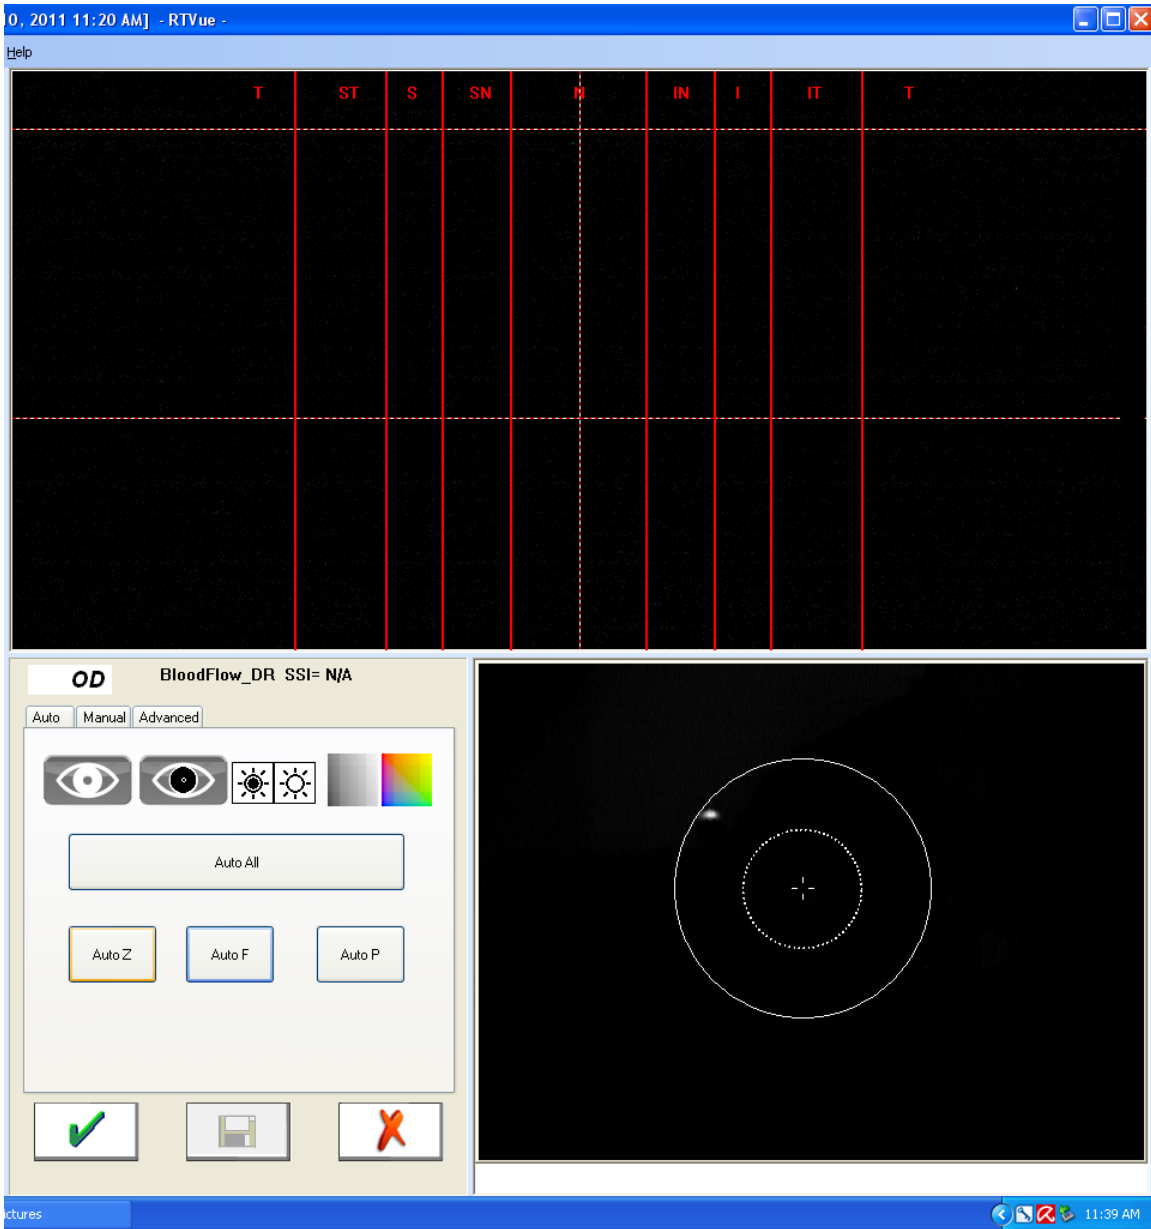 10, 2011 11:20 AM] - RTVue -
Help
T ST S SN N IN I IT T
OD BloodFlow_DR SSI= N/A
Auto Manual Advanced
Auto All
Auto Z Auto F Auto P
ictures
11:39 AM